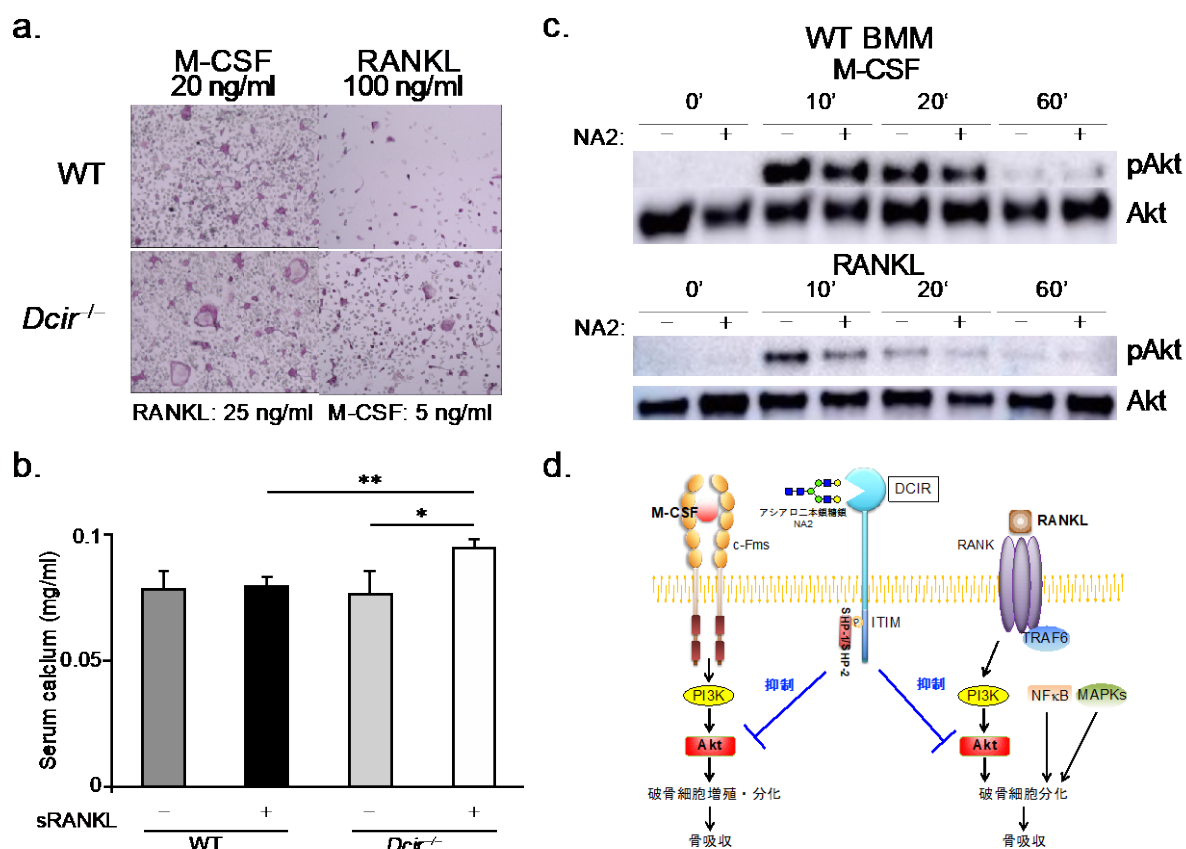 a.
M-CSF
20 ng/ml
RANKL
100 ng/ml
WT
Dcir⁻/⁻
RANKL: 25 ng/ml
M-CSF: 5 ng/ml
b.
**
*
Serum calcium (mg/ml)
0.1
0.05
0
sRANKL
− + − +
WT
Dcir⁻/⁻
c.
WT BMM
M-CSF
0' 10' 20' 60'
NA2: − + − + − + − +
pAkt
Akt
RANKL
0' 10' 20' 60'
NA2: − + − + − + − +
pAkt
Akt
d.
M-CSF
c-Fms
アシアロ二本鎖糖鎖
NA2
DCIR
RANKL
RANK
P
ITIM
SHP-1/SHP-2
TRAF6
PI3K
抑制
抑制
PI3K
NFκB
MAPKs
Akt
Akt
破骨細胞増殖・分化
破骨細胞分化
骨吸収
骨吸収